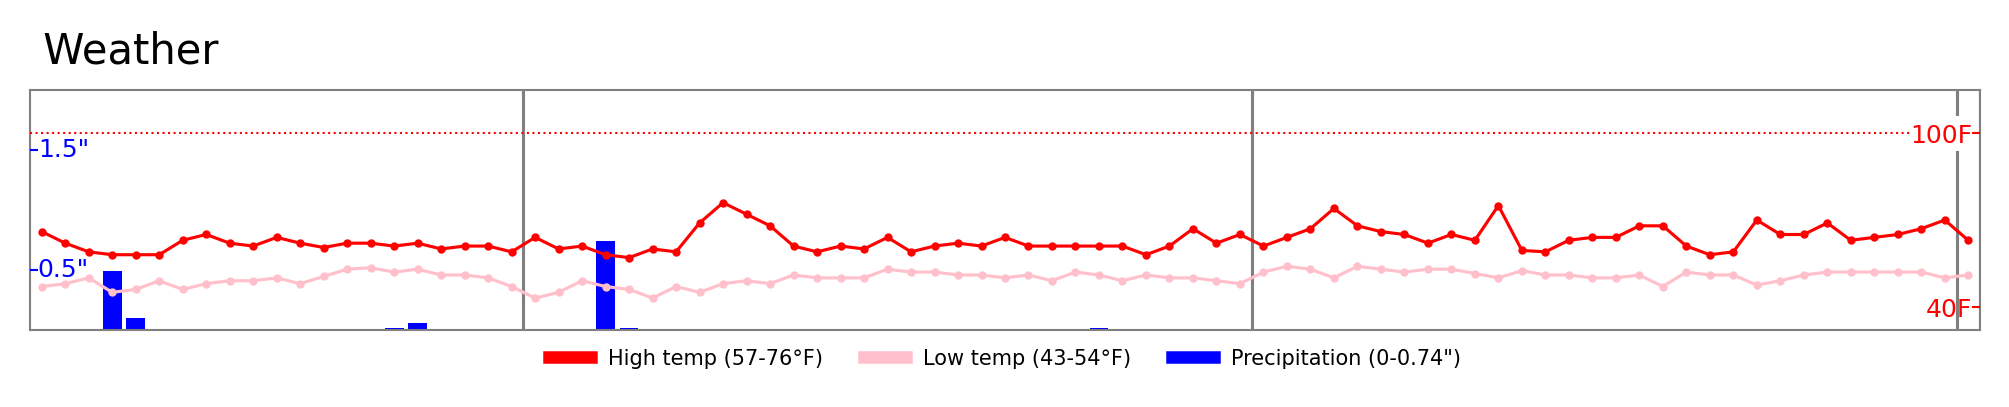 Weather
1.5"
100F
0.5"
40F
High temp (57-76°F) Low temp (43-54°F) Precipitation (0-0.74")